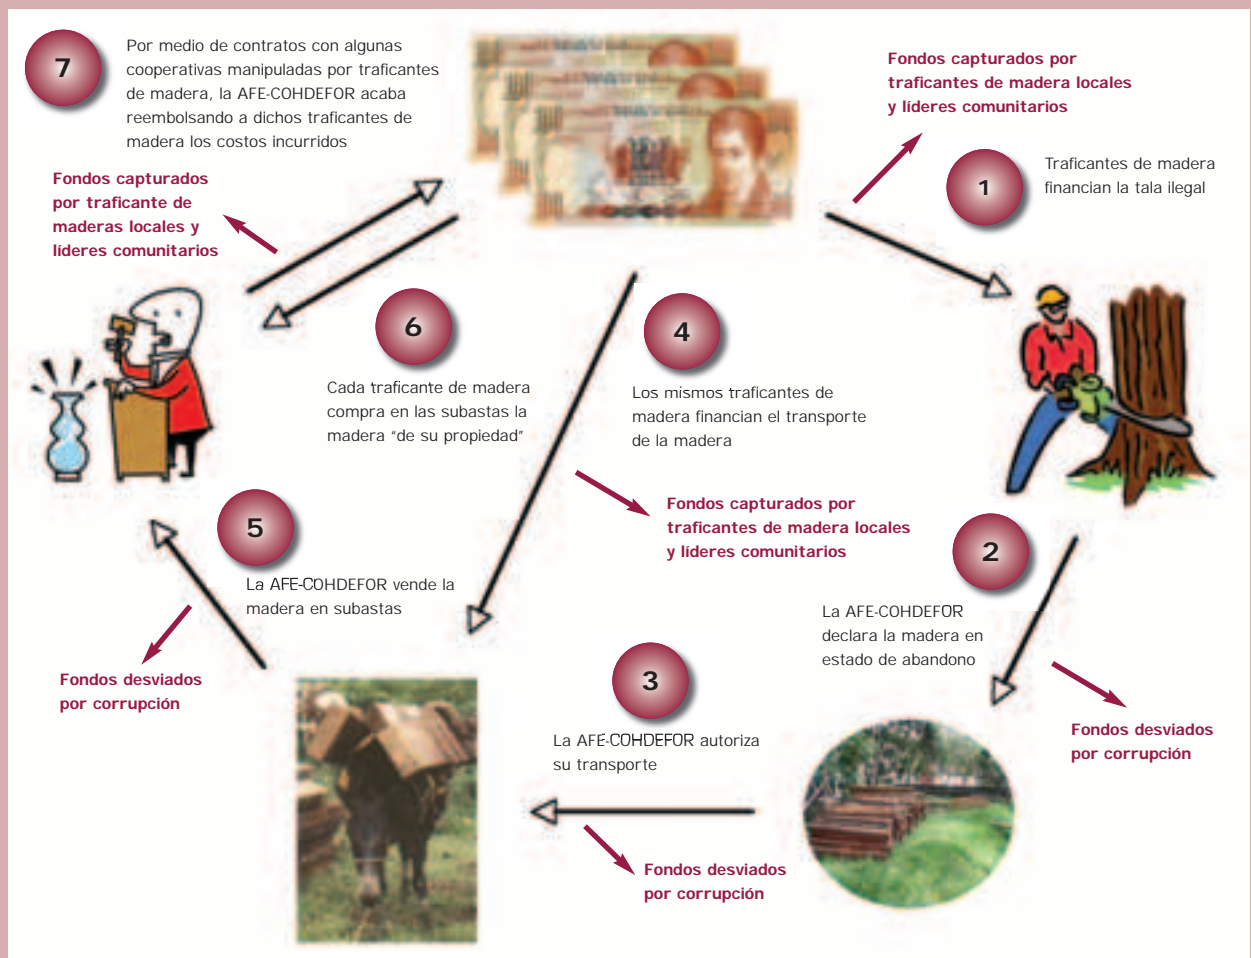 7
Por medio de contratos con algunas
cooperativas manipuladas por traficantes
de madera, la AFE-COHDEFOR acaba
reembolsando a dichos traficantes de
madera los costos incurridos
Fondos capturados
por traficante de
maderas locales y
líderes comunitarios
Fondos capturados por
traficantes de madera locales
y líderes comunitarios
1
Traficantes de madera
financian la tala ilegal
6
Cada traficante de madera
compra en las subastas la
madera “de su propiedad”
4
Los mismos traficantes de
madera financian el transporte
de la madera
Fondos capturados por
traficantes de madera locales
y líderes comunitarios
5
La AFE-COHDEFOR vende la
madera en subastas
Fondos desviados
por corrupción
2
La AFE-COHDEFOR
declara la madera en
estado de abandono
Fondos desviados
por corrupción
3
La AFE-COHDEFOR autoriza
su transporte
Fondos desviados
por corrupción